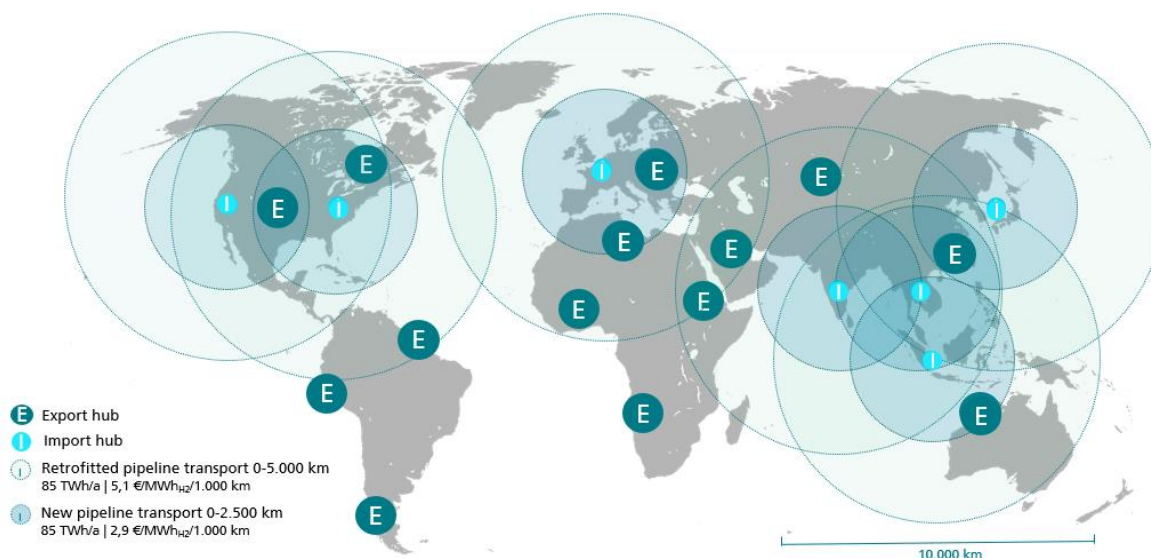 E
I
E
E
I
E
I
I
E
E
E
I
I
E
E
E
I
E
E
E
E Export hub
I Import hub
I Retrofitted pipeline transport 0-5.000 km
85 TWh/a | 5,1 €/MWhH2/1.000 km
I New pipeline transport 0-2.500 km
85 TWh/a | 2,9 €/MWhH2/1.000 km
E
10.000 km